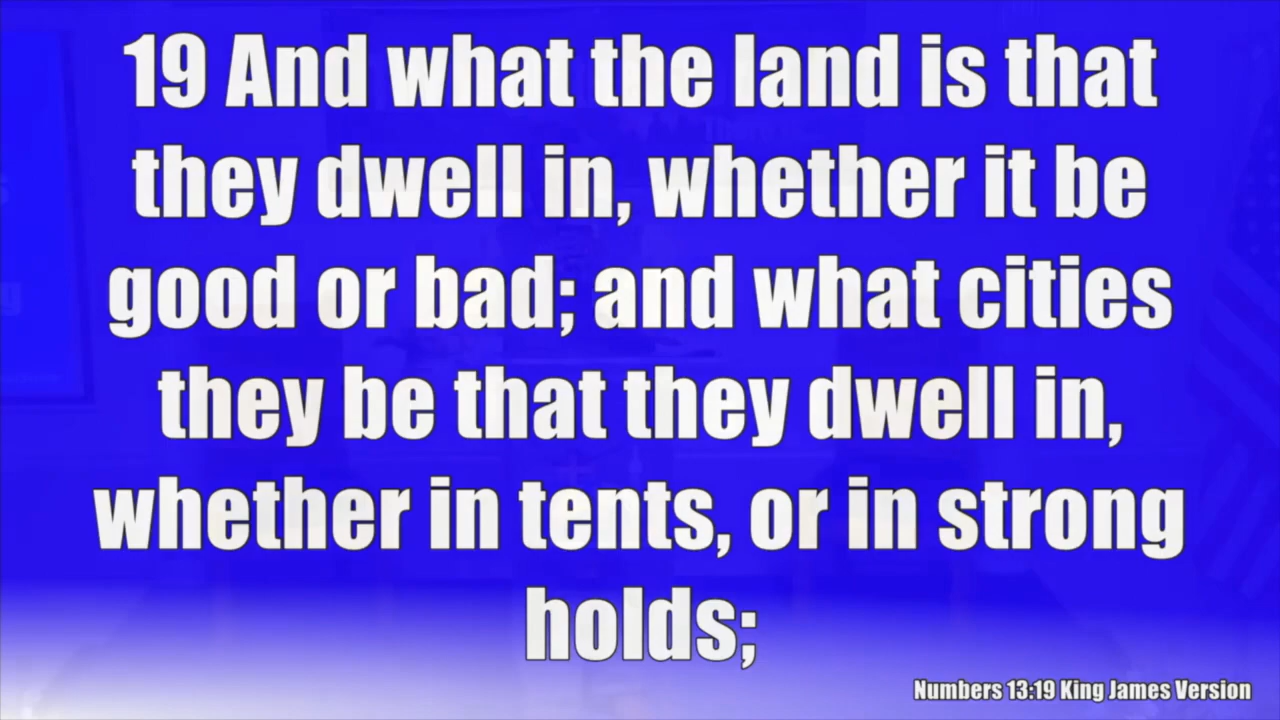 19 And what the land is that
they dwell in, whether it be
good or bad; and what cities
they be that they dwell in,
whether in tents, or in strong
holds;
Numbers 13:19 King James Version